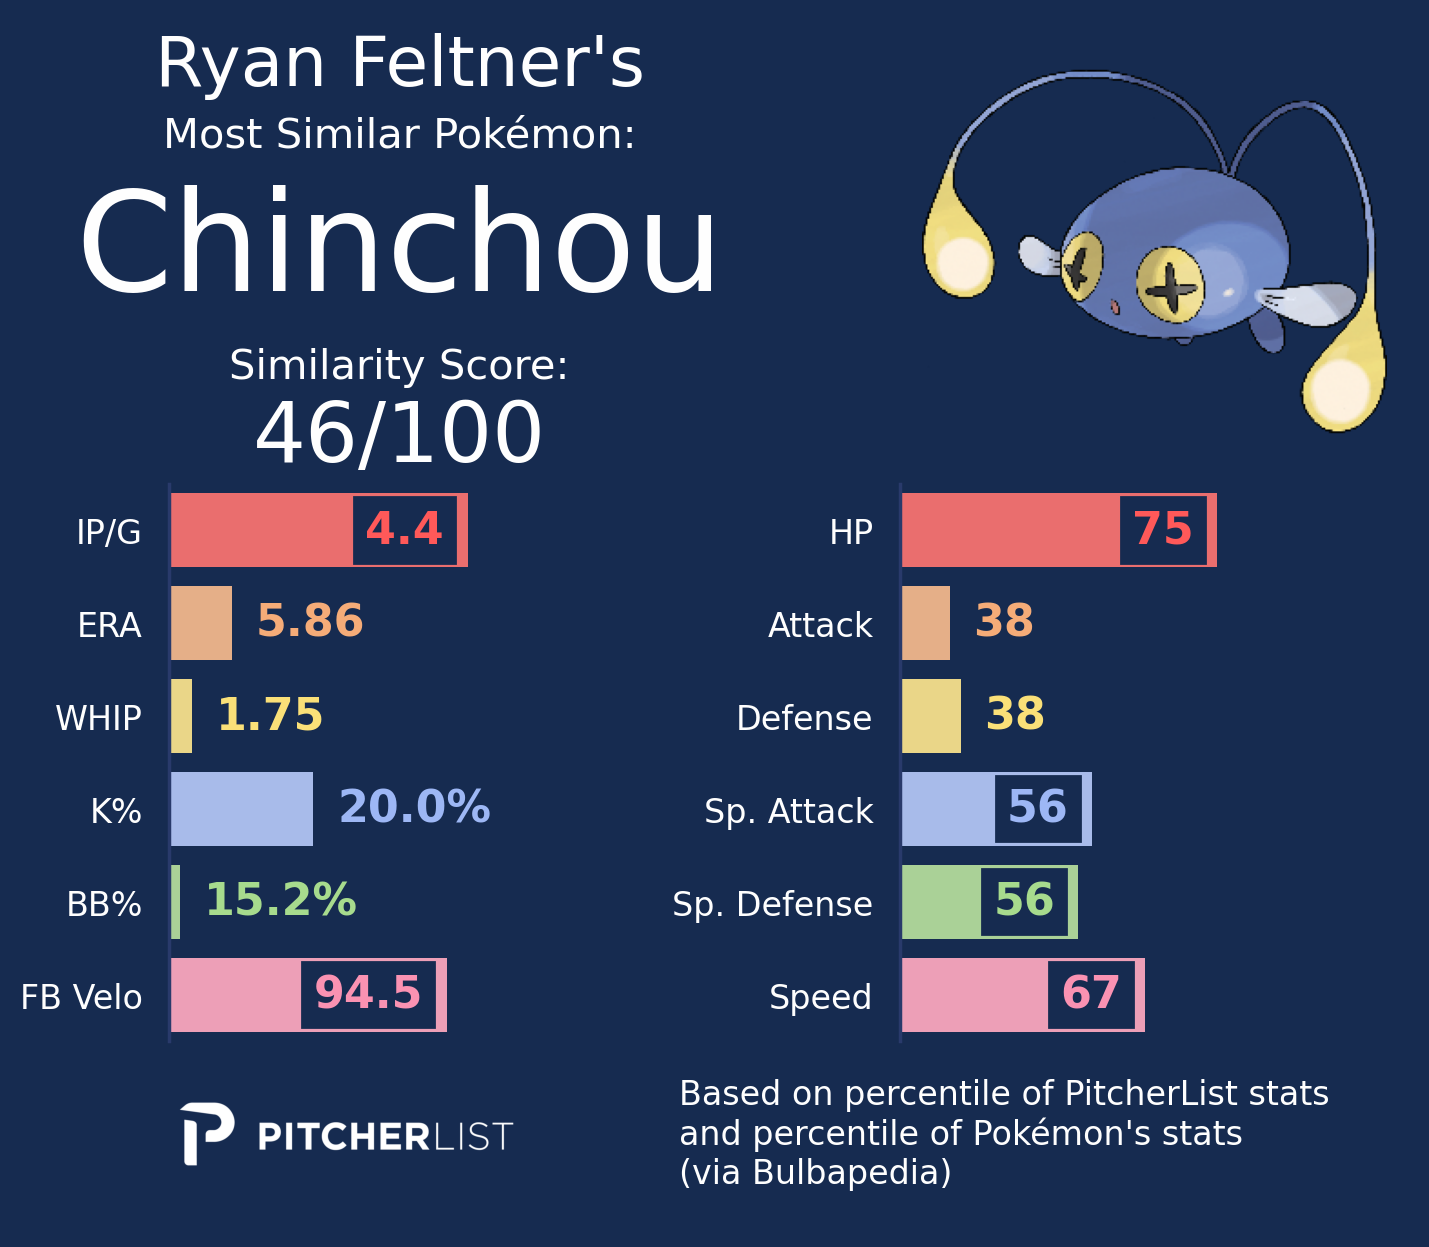 Ryan Feltner's
Most Similar Pokémon:
Chinchou
Similarity Score:
46/100
IP/G 4.4
ERA 5.86
WHIP 1.75
K% 20.0%
BB% 15.2%
FB Velo 94.5
HP 75
Attack 38
Defense 38
Sp. Attack 56
Sp. Defense 56
Speed 67
PITCHERLIST
Based on percentile of PitcherList stats
and percentile of Pokémon's stats
(via Bulbapedia)